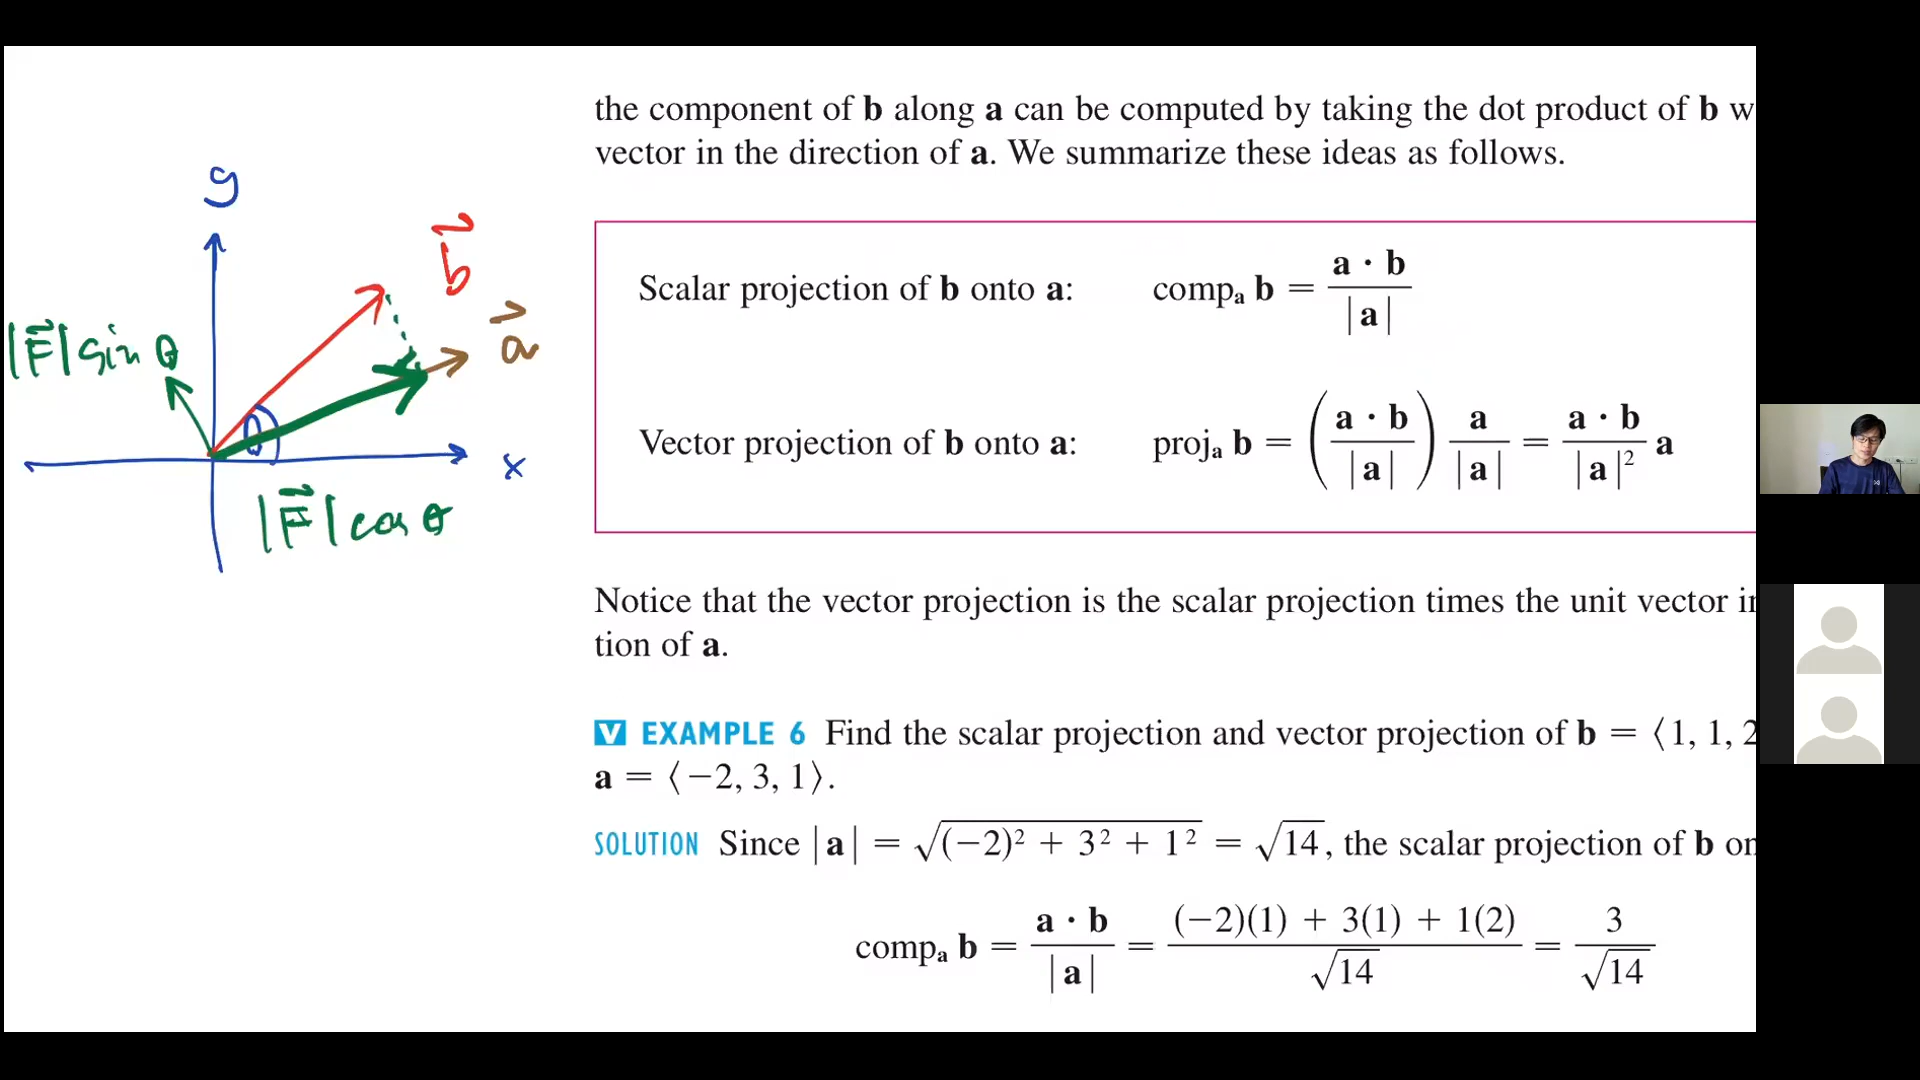 the component of b along a can be computed by taking the dot product of b w
vector in the direction of a. We summarize these ideas as follows.
y
b⃗
a⃗
|F⃗| sin θ
θ
x
|F⃗| cos θ
Scalar projection of b onto a: compₐ b = a · b / |a|
Vector projection of b onto a: projₐ b = (a · b / |a|) a / |a| = a · b / |a|² a
Notice that the vector projection is the scalar projection times the unit vector in
tion of a.
V EXAMPLE 6 Find the scalar projection and vector projection of b = ⟨1, 1, 2
a = ⟨−2, 3, 1⟩.
SOLUTION Since |a| = √((−2)² + 3² + 1²) = √14, the scalar projection of b on
compₐ b = a · b / |a| = (−2)(1) + 3(1) + 1(2) / √14 = 3 / √14